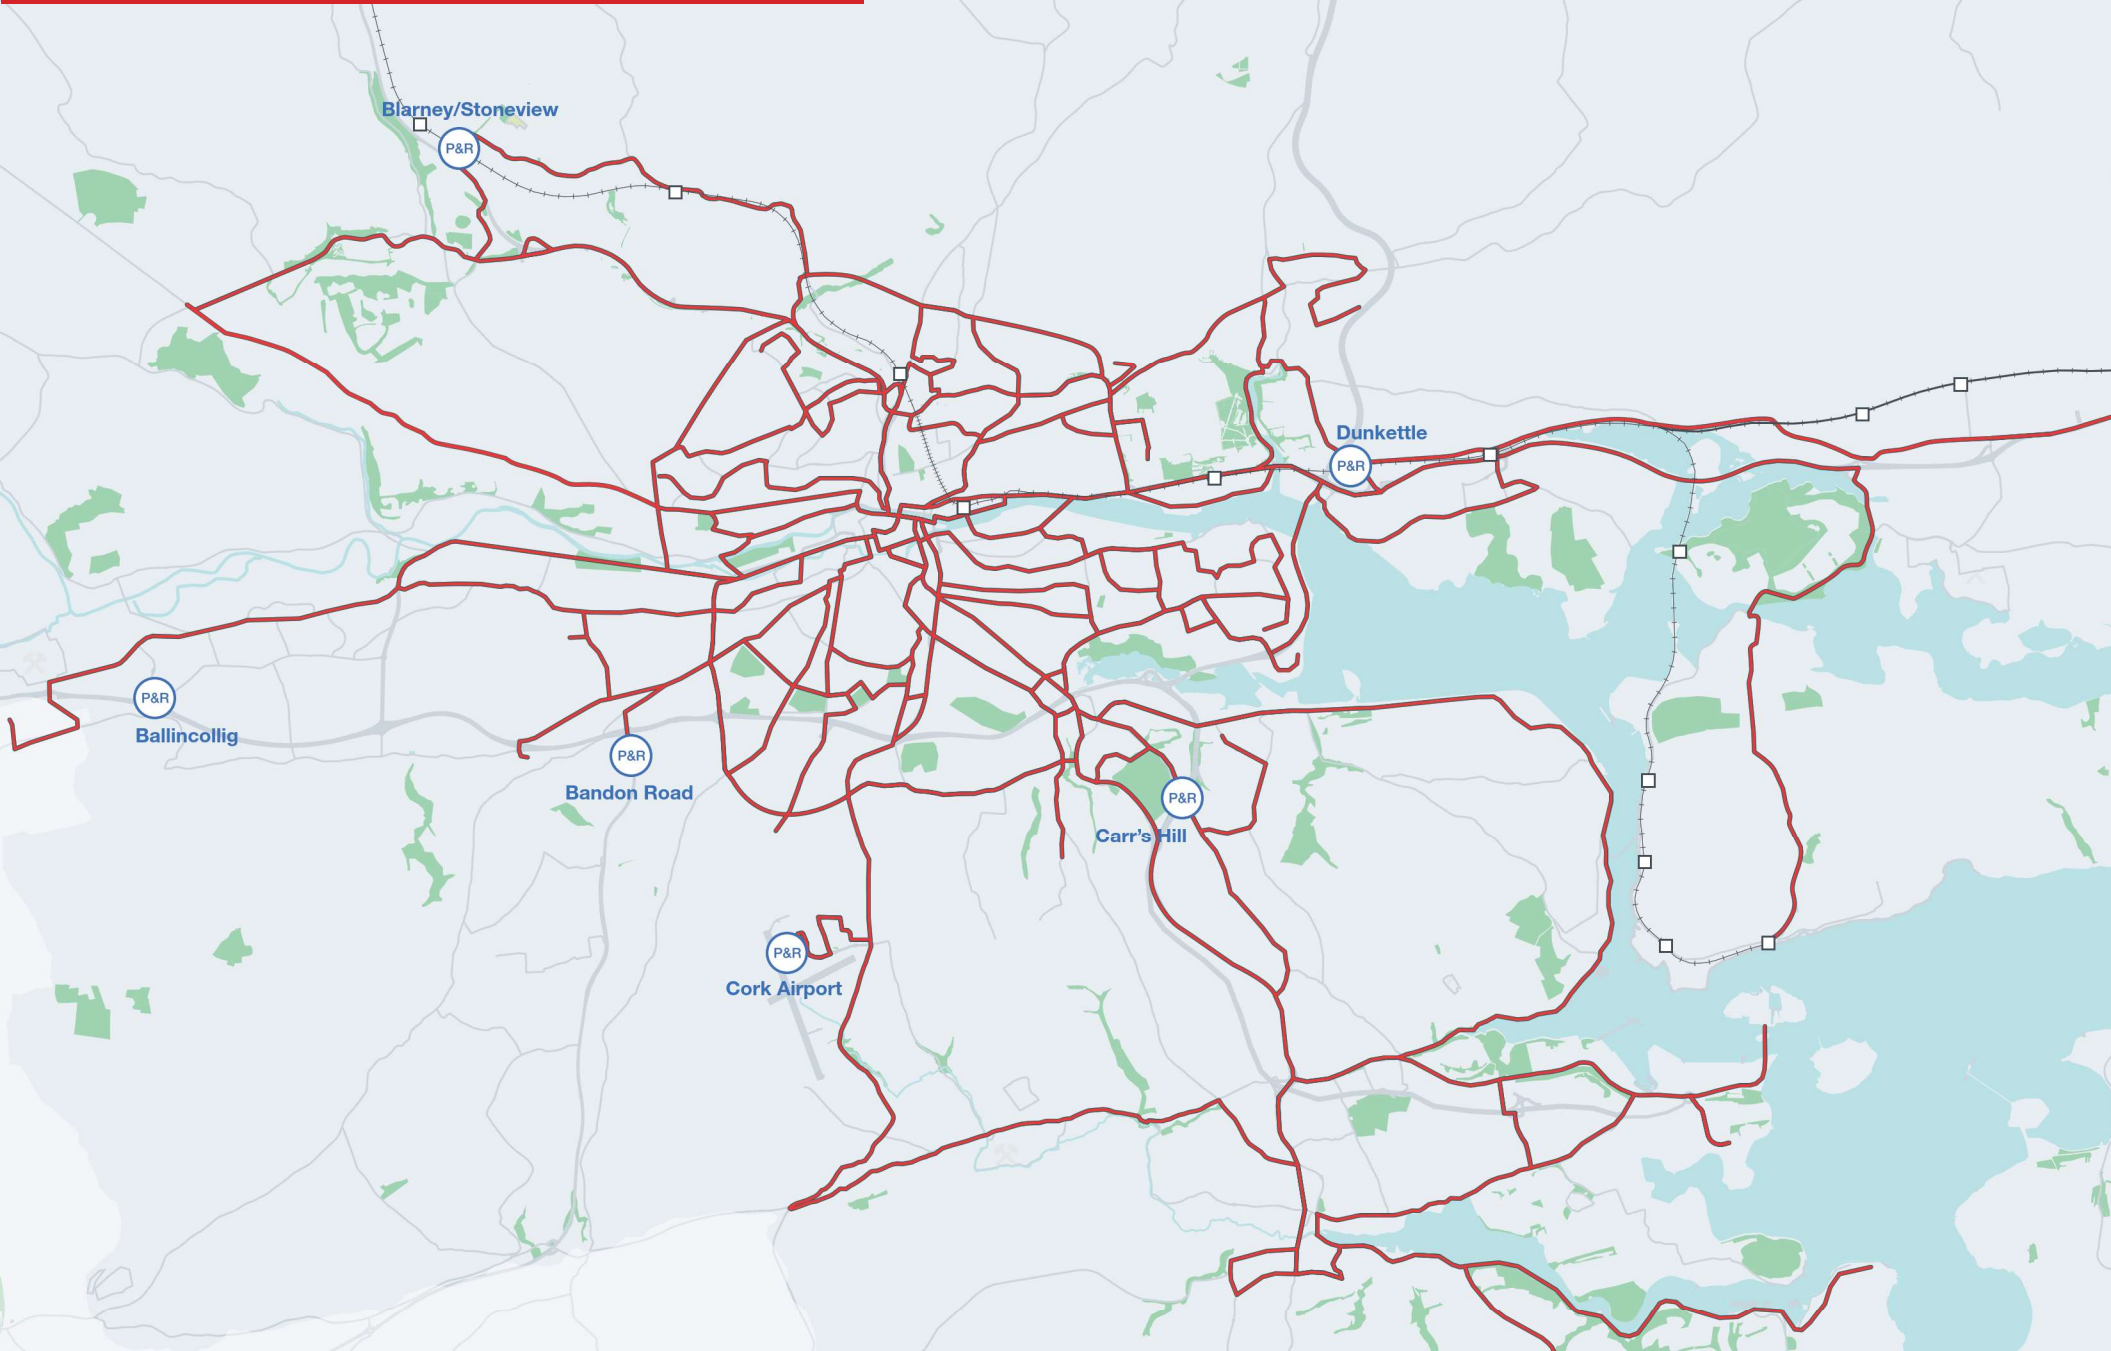 Blarney/Stoneview
P&R
Dunkettle
P&R
P&R
Ballincollig
P&R
Bandon Road
P&R
Carr's Hill
P&R
Cork Airport